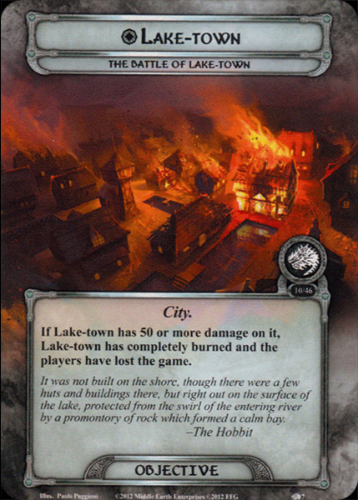 LAKE-TOWN
THE BATTLE OF LAKE-TOWN
10/46
City.
If Lake-town has 50 or more damage on it,
Lake-town has completely burned and the
players have lost the game.
It was not built on the shore, though there were a few
huts and buildings there, but right out on the surface of
the lake, protected from the swirl of the entering river
by a promontory of rock which formed a calm bay.
–The Hobbit
OBJECTIVE
Illus. Paolo Puggioni ©2012 Middle Earth Enterprises ©2012 FFG